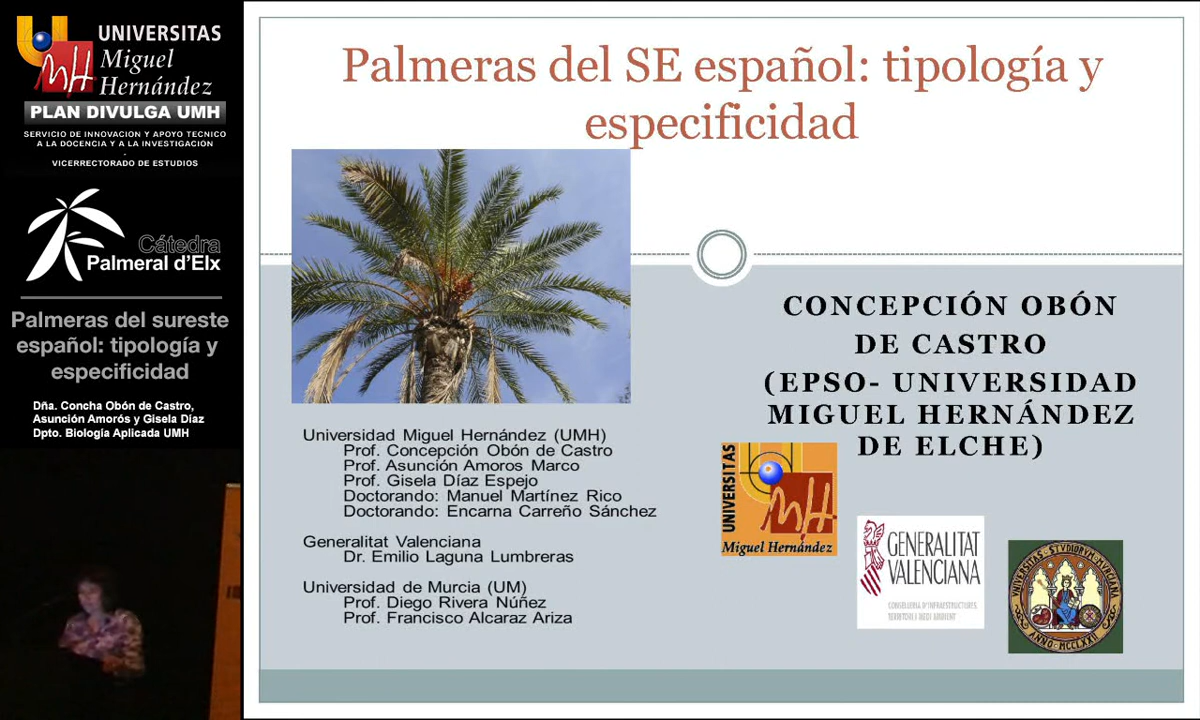 UNIVERSITAS
Miguel
Hernández
PLAN DIVULGA UMH
SERVICIO DE INNOVACION Y APOYO TECNICO
A LA DOCENCIA Y A LA INVESTIGACION
VICERRECTORADO DE ESTUDIOS
Cátedra
Palmeral d'Elx
Palmeras del sureste
español: tipología y
especificidad
Dña. Concha Obón de Castro,
Asunción Amorós y Gisela Díaz
Dpto. Biología Aplicada UMH
Palmeras del SE español: tipología y
especificidad
CONCEPCIÓN OBÓN
DE CASTRO
(EPSO- UNIVERSIDAD
MIGUEL HERNÁNDEZ
DE ELCHE)
Universidad Miguel Hernández (UMH)
Prof. Concepción Obón de Castro
Prof. Asunción Amoros Marco
Prof. Gisela Díaz Espejo
Doctorando: Manuel Martínez Rico
Doctorando: Encarna Carreño Sánchez
Generalitat Valenciana
Dr. Emilio Laguna Lumbreras
Universidad de Murcia (UM)
Prof. Diego Rivera Núñez
Prof. Francisco Alcaraz Ariza
UNIVERSITAS
Miguel Hernández
GENERALITAT
VALENCIANA
CONSELLERIA D'INFRAESTRUCTURES,
TERRITORI I MEDI AMBIENT
UNIVERSITAS STVDIORVM MVRCIANA
ANNO MCCLXXII